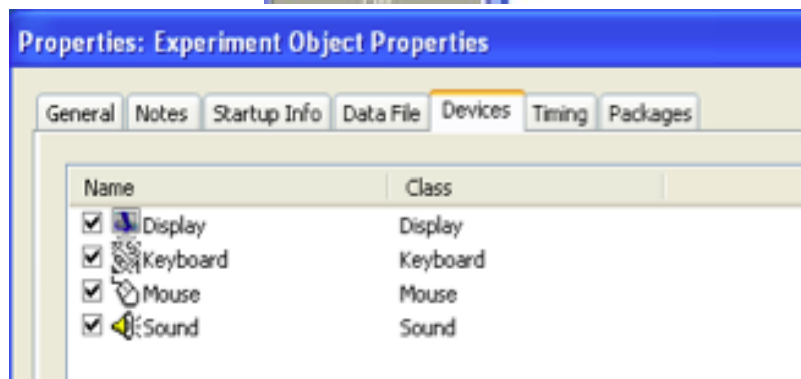 Properties: Experiment Object Properties
General Notes Startup Info Data File Devices Timing Packages
Name Class
Display Display
Keyboard Keyboard
Mouse Mouse
Sound Sound